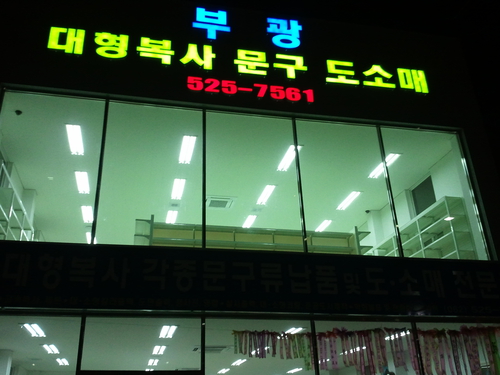 부광
대형복사 문구 도소매
525-7561
대형복사 각종문구류납품및도·소매 전문